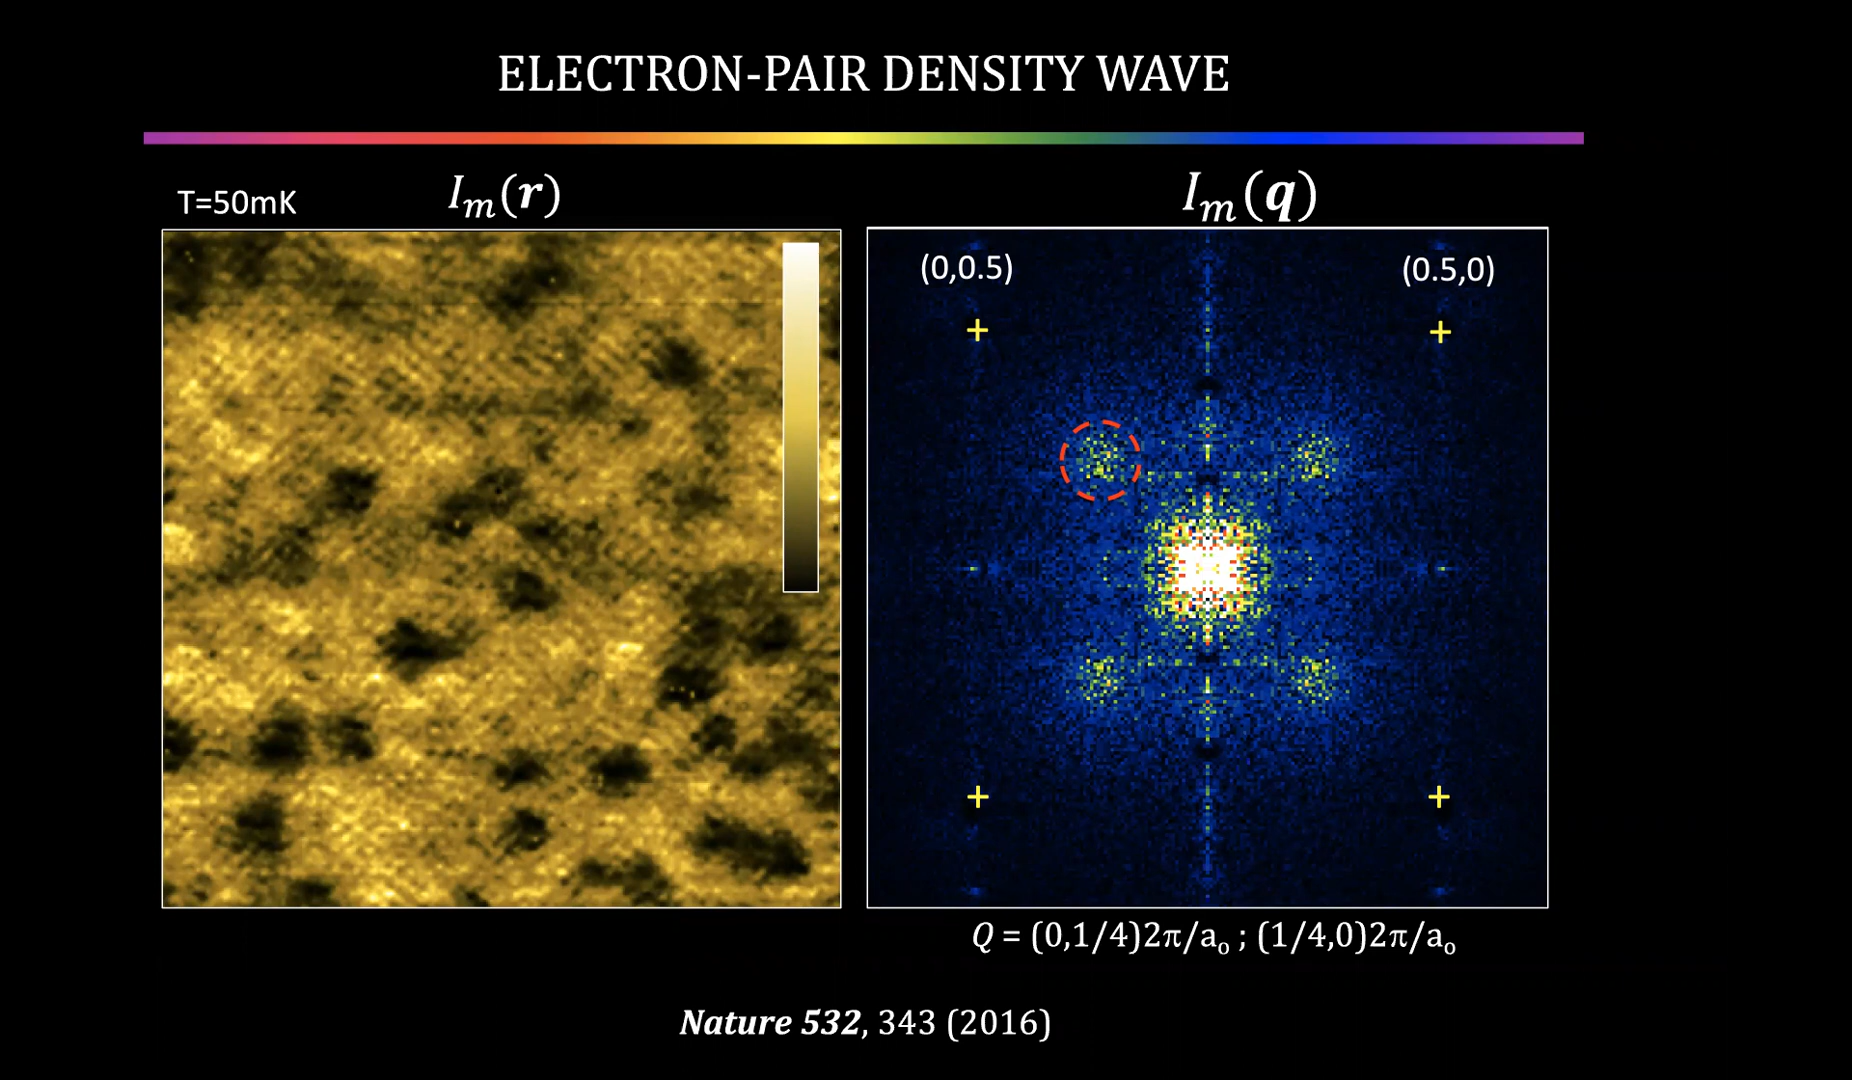 ELECTRON-PAIR DENSITY WAVE
T=50mK
I_m(r)
I_m(q)
(0,0.5)
(0.5,0)
Q = (0,1/4)2π/a₀ ; (1/4,0)2π/a₀
Nature 532, 343 (2016)